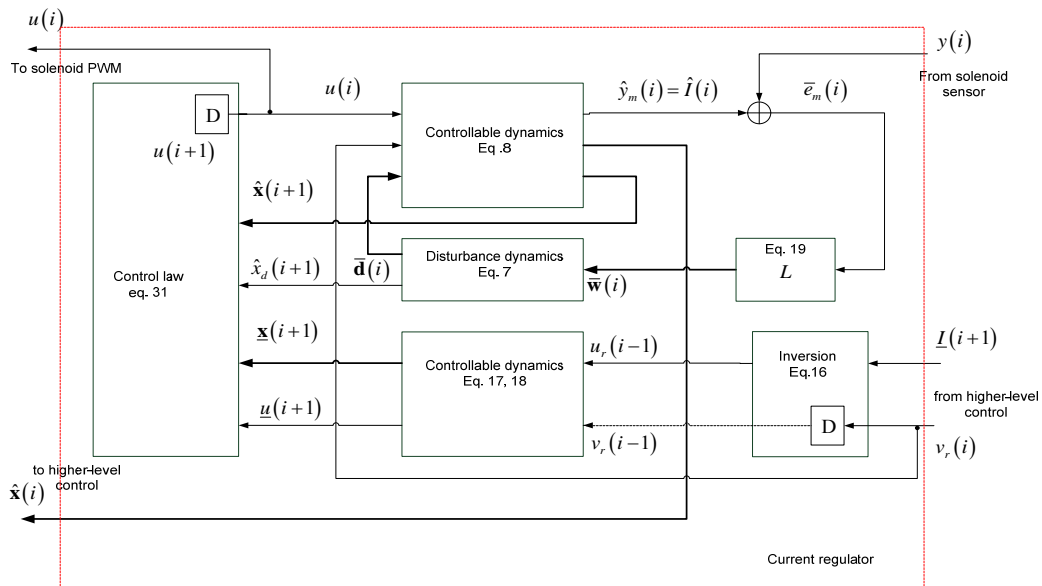 u(i)
To solenoid PWM
D
u(i+1)
u(i)
Controllable dynamics
Eq .8
ŷ_m(i) = Î(i)
e̅_m(i)
y(i)
From solenoid
sensor
x̂(i+1)
Control law
eq. 31
x̂_d(i+1)
d̅(i)
Disturbance dynamics
Eq. 7
w̅(i)
Eq. 19
L
x̲(i+1)
u̲(i+1)
Controllable dynamics
Eq. 17, 18
u_r(i−1)
v_r(i−1)
Inversion
Eq.16
D
I̲(i+1)
from higher-level
control
v_r(i)
to higher-level
control
x̂(i)
Current regulator